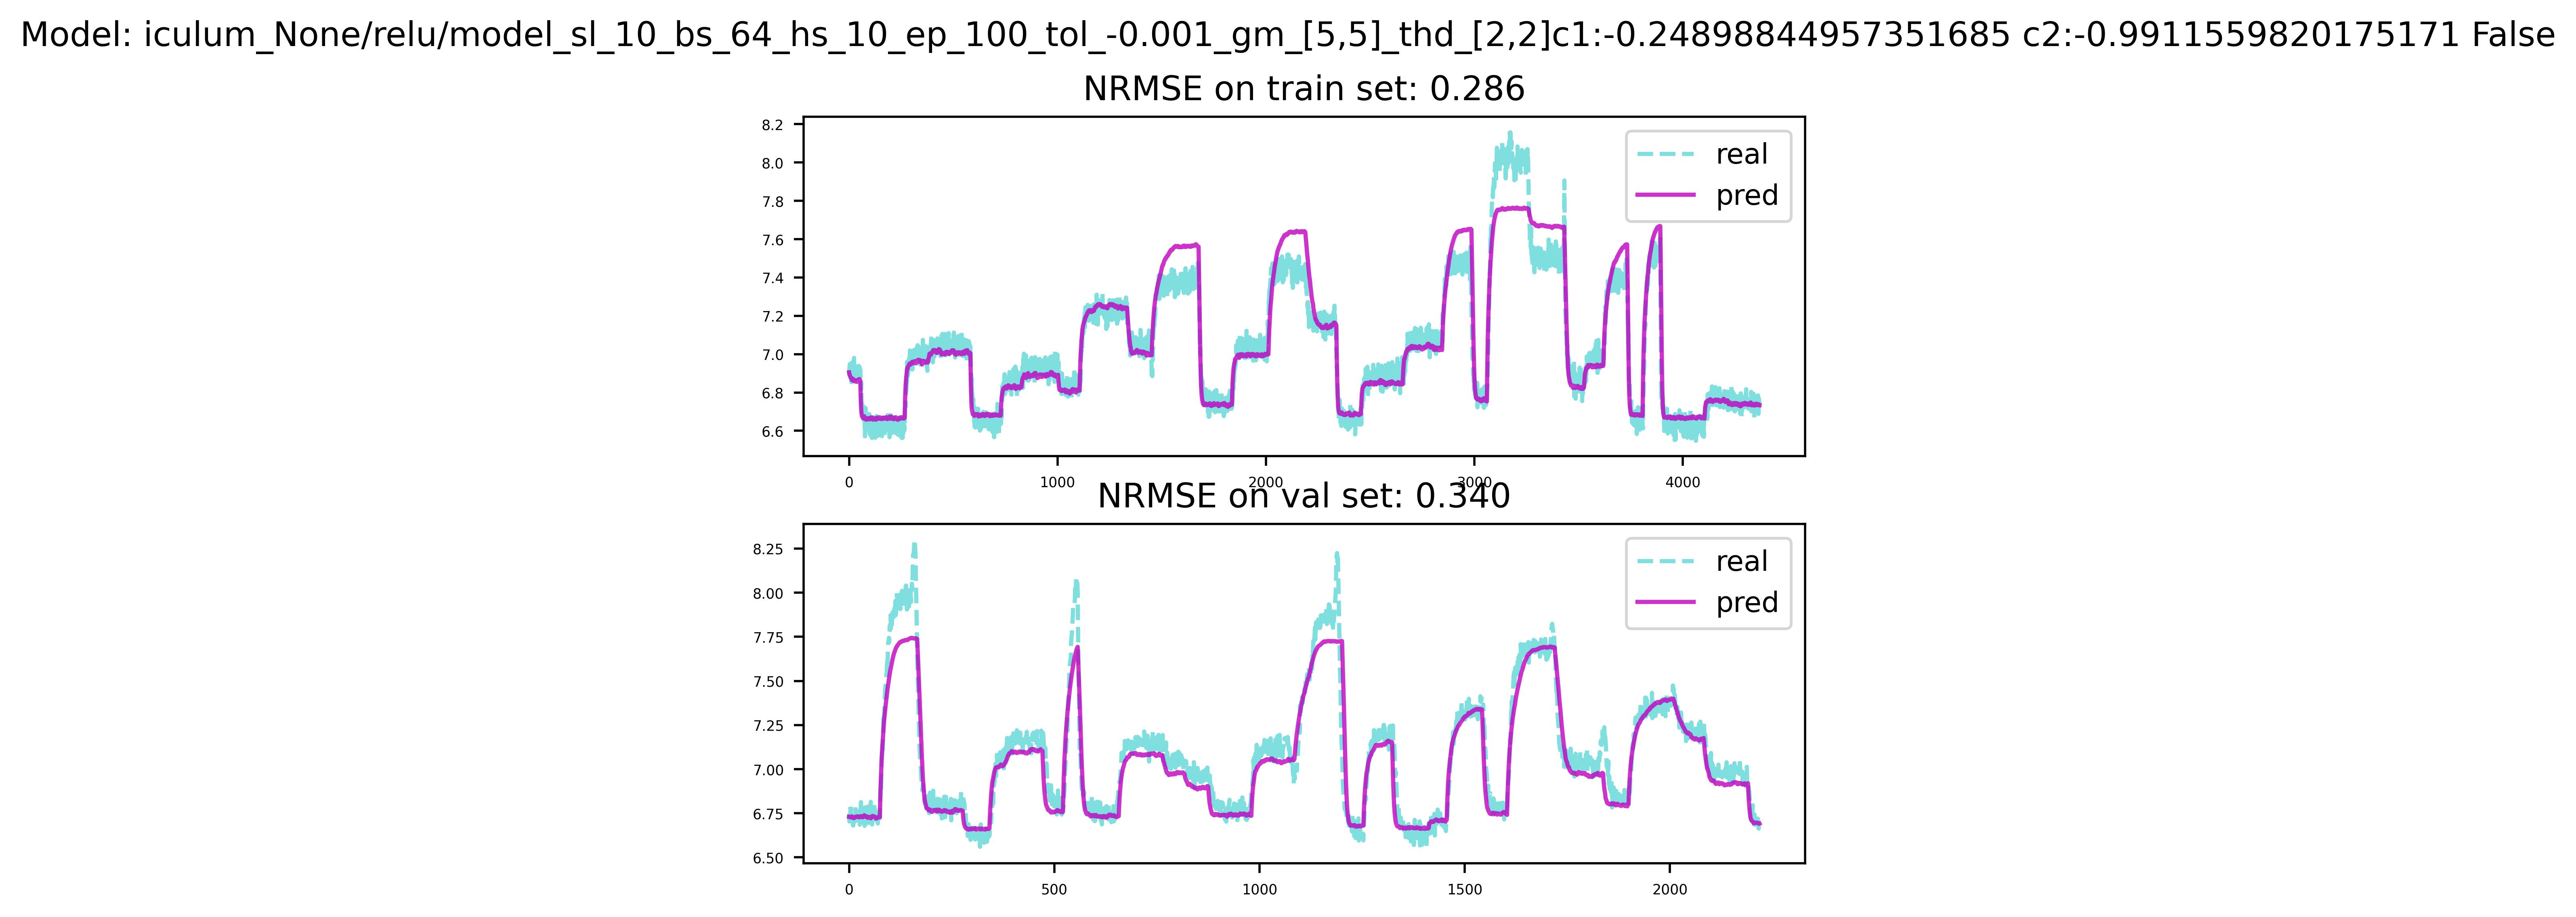 Model: iculum_None/relu/model_sl_10_bs_64_hs_10_ep_100_tol_-0.001_gm_[5,5]_thd_[2,2]c1:-0.24898844957351685 c2:-0.9911559820175171 False
NRMSE on train set: 0.286
8.2
8.0
7.8
7.6
7.4
7.2
7.0
6.8
6.6
real
pred
0 1000 2000 3000 4000
NRMSE on val set: 0.340
8.25
8.00
7.75
7.50
7.25
7.00
6.75
6.50
real
pred
0 500 1000 1500 2000